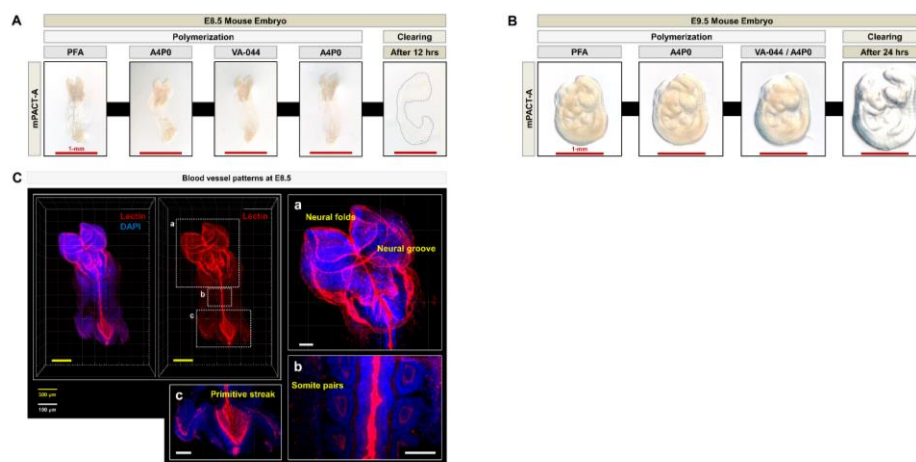 A
E8.5 Mouse Embryo
Polymerization
Clearing
PFA
A4P0
VA-044
A4P0
After 12 hrs
mPACT-A
1-mm
B
E9.5 Mouse Embryo
Polymerization
Clearing
PFA
A4P0
VA-044 / A4P0
After 24 hrs
mPACT-A
1-mm
C
Blood vessel patterns at E8.5
Lectin
DAPI
Lectin
a
b
c
300 µm
100 µm
a
Neural folds
Neural groove
b
Somite pairs
c
Primitive streak